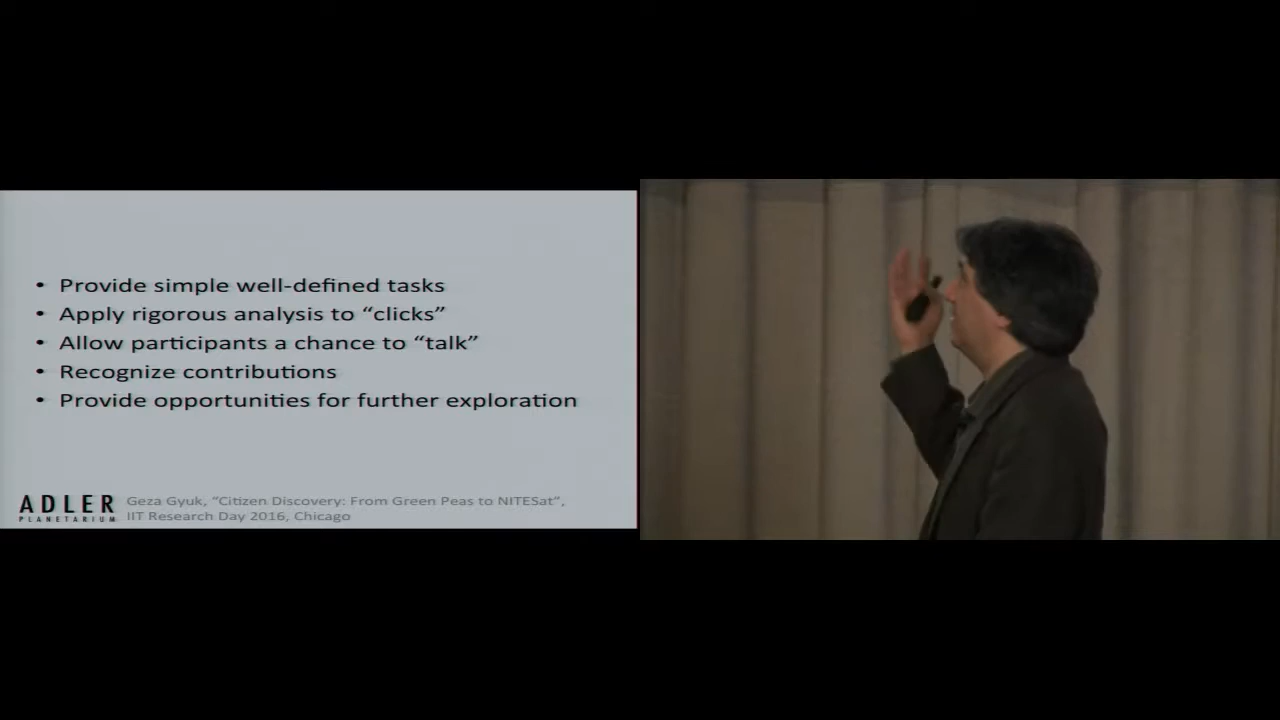 • Provide simple well-defined tasks
• Apply rigorous analysis to “clicks”
• Allow participants a chance to “talk”
• Recognize contributions
• Provide opportunities for further exploration
ADLER
PLANETARIUM
Geza Gyuk, “Citizen Discovery: From Green Peas to NITESat”,
IIT Research Day 2016, Chicago